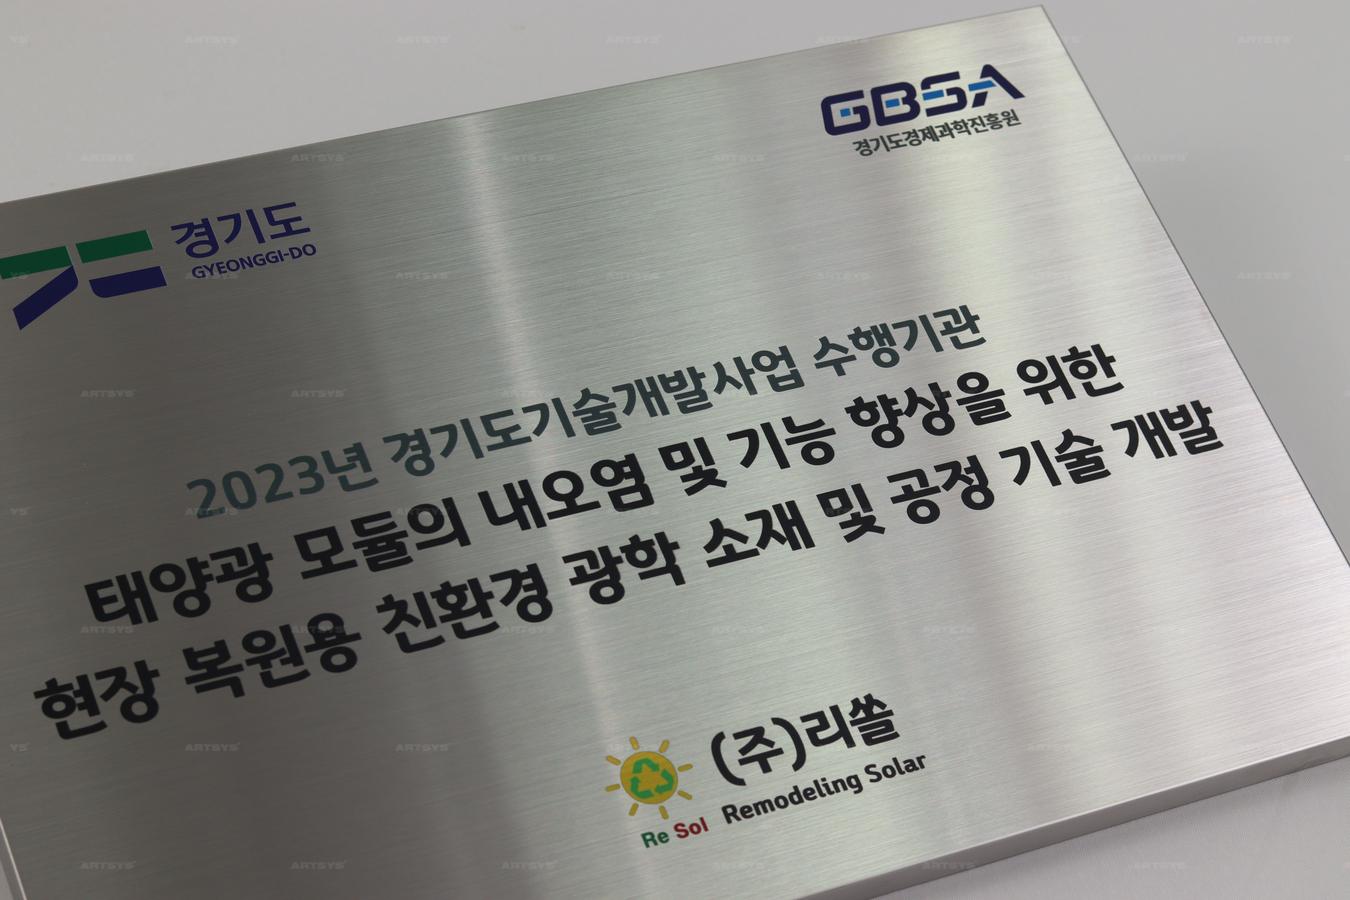 GBSA
경기도경제과학진흥원
경기도
GYEONGGI-DO
2023년 경기도기술개발사업 수행기관
태양광 모듈의 내오염 및 기능 향상을 위한
현장 복원용 친환경 광학 소재 및 공정 기술 개발
(주)리쏠
Remodeling Solar
Re Sol
ARTSYS